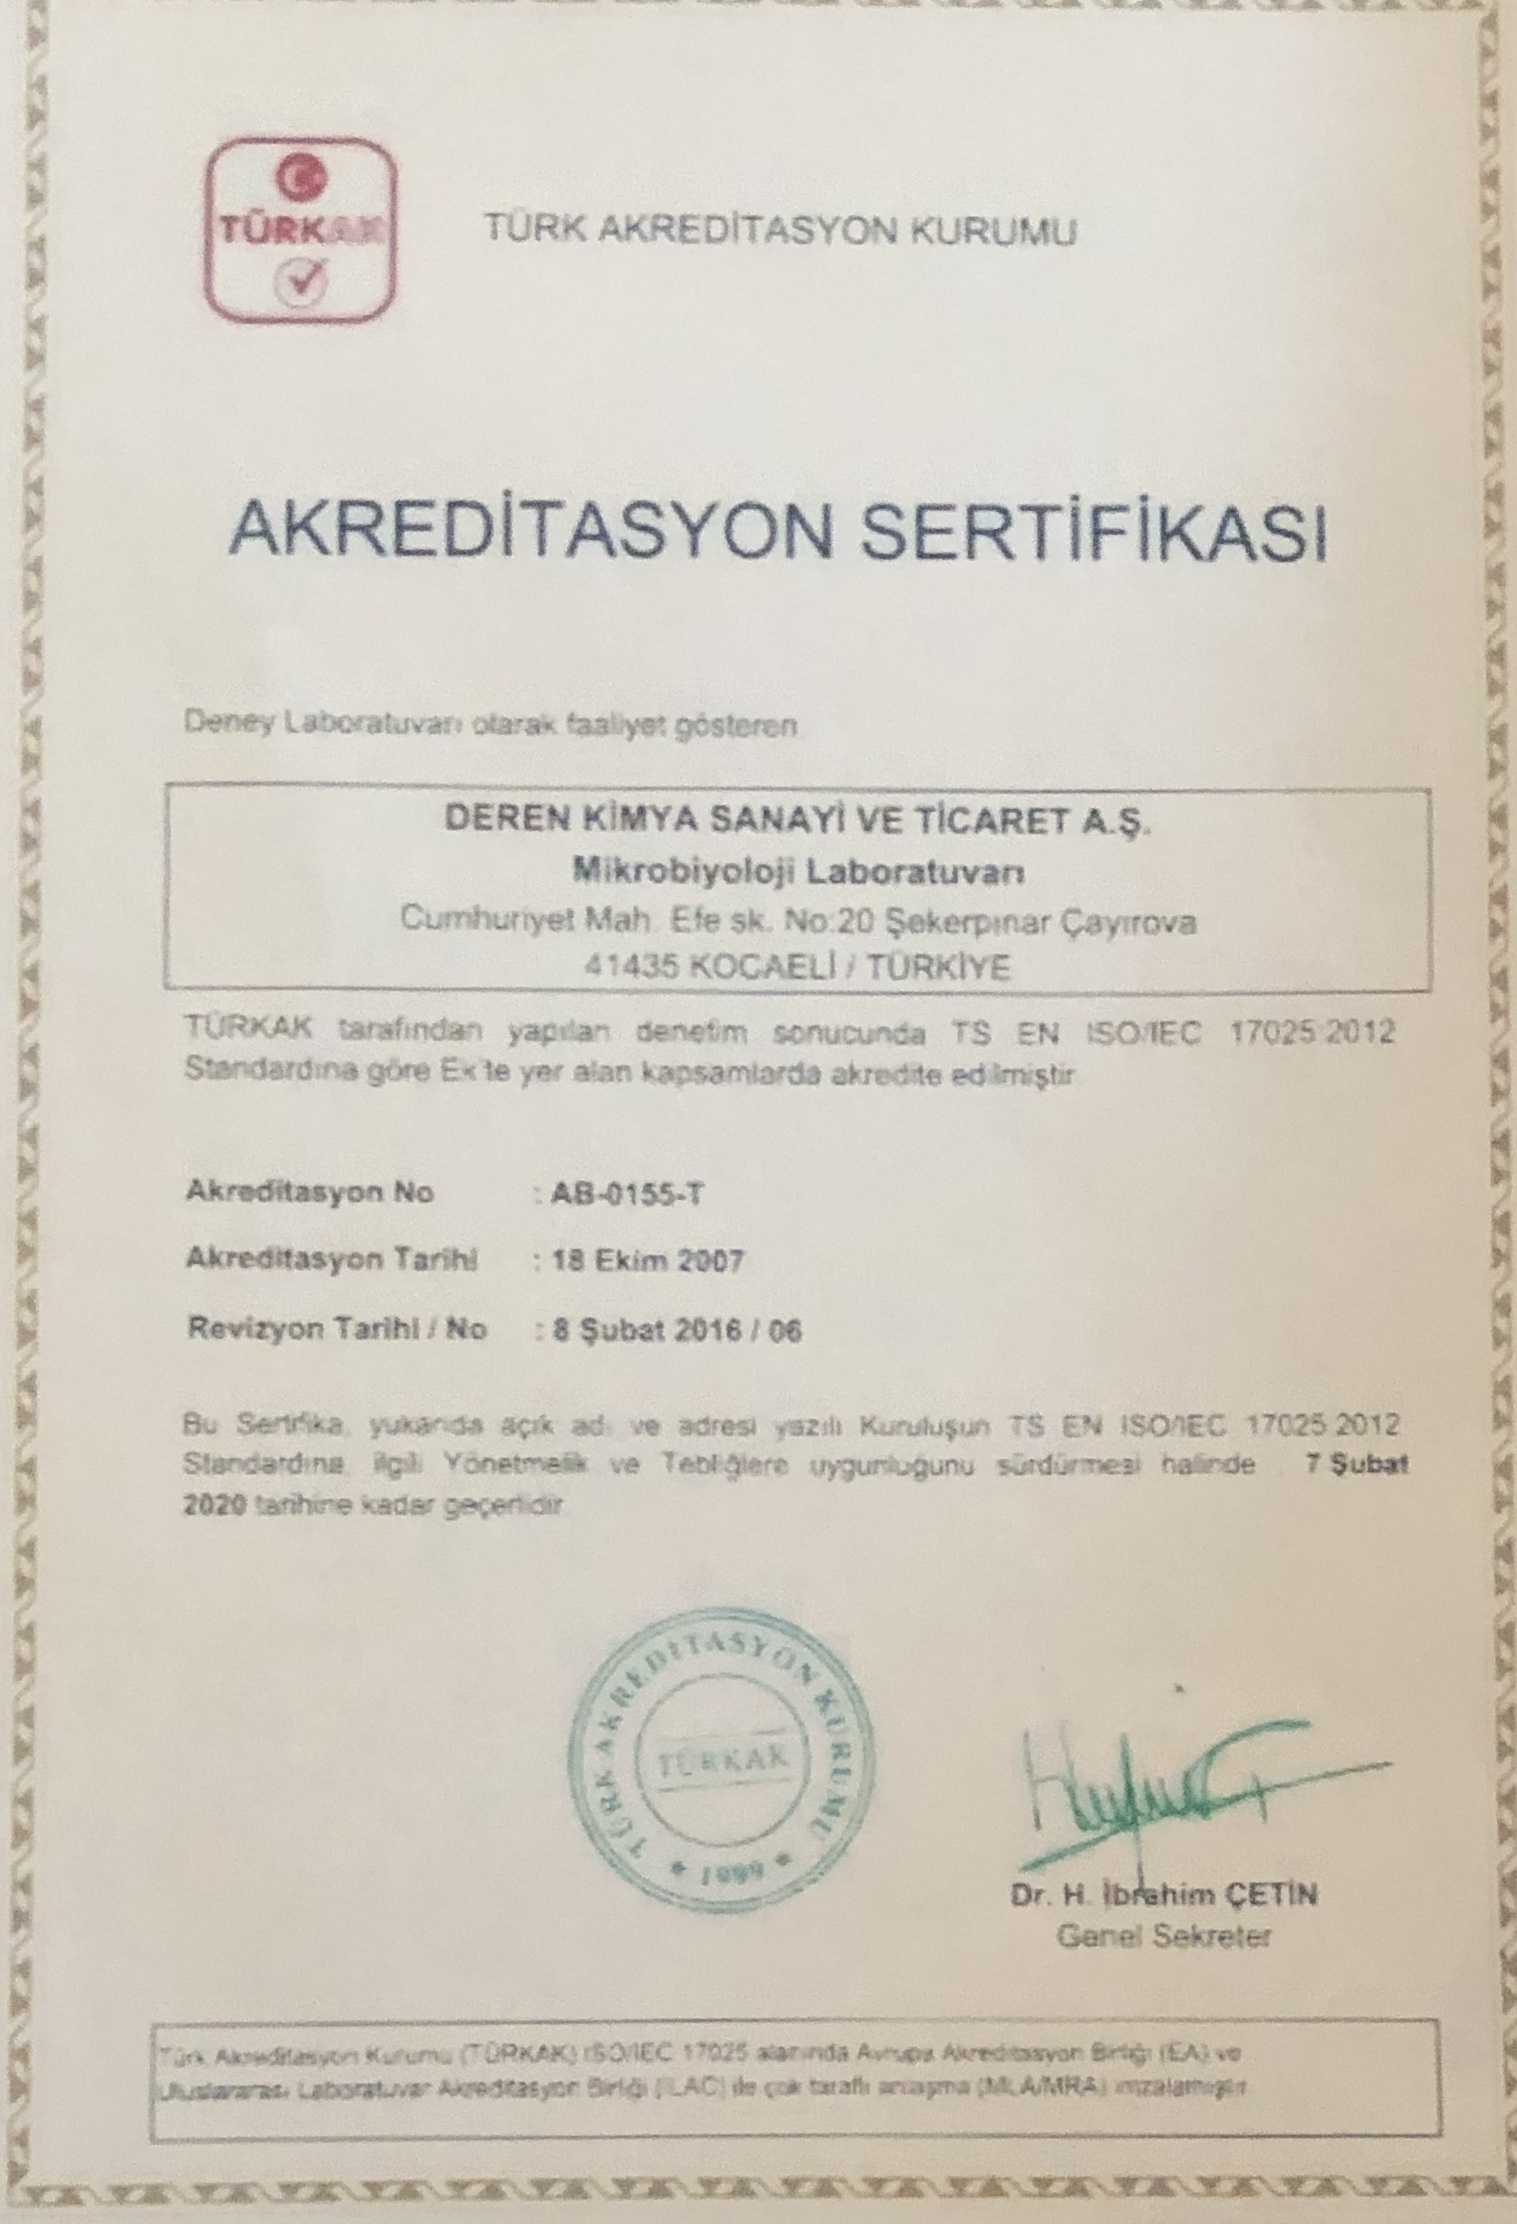 TÜRKAK
TÜRK AKREDİTASYON KURUMU
AKREDİTASYON SERTİFİKASI
Deney Laboratuvarı olarak faaliyet gösteren
DEREN KİMYA SANAYİ VE TİCARET A.Ş.
Mikrobiyoloji Laboratuvarı
Cumhuriyet Mah. Efe sk. No:20 Şekerpınar Çayırova
41435 KOCAELİ / TÜRKİYE
TÜRKAK tarafından yapılan denetim sonucunda TS EN ISO/IEC 17025:2012
Standardına göre Ek'te yer alan kapsamlarda akredite edilmiştir.
Akreditasyon No : AB-0155-T
Akreditasyon Tarihi : 18 Ekim 2007
Revizyon Tarihi / No : 8 Şubat 2016 / 06
Bu Sertifika, yukarıda açık adı ve adresi yazılı Kuruluşun TS EN ISO/IEC 17025:2012
Standardına, ilgili Yönetmelik ve Tebliğlere uygunluğunu sürdürmesi halinde 7 Şubat
2020 tarihine kadar geçerlidir.
TÜRK AKREDİTASYON KURUMU
TÜRKAK
1999
Dr. H. İbrahim ÇETİN
Genel Sekreter
Türk Akreditasyon Kurumu (TÜRKAK) ISO/IEC 17025 alanında Avrupa Akreditasyon Birliği (EA) ve
Uluslararası Laboratuvar Akreditasyon Birliği (ILAC) ile çok taraflı anlaşma (MLA/MRA) imzalamıştır.